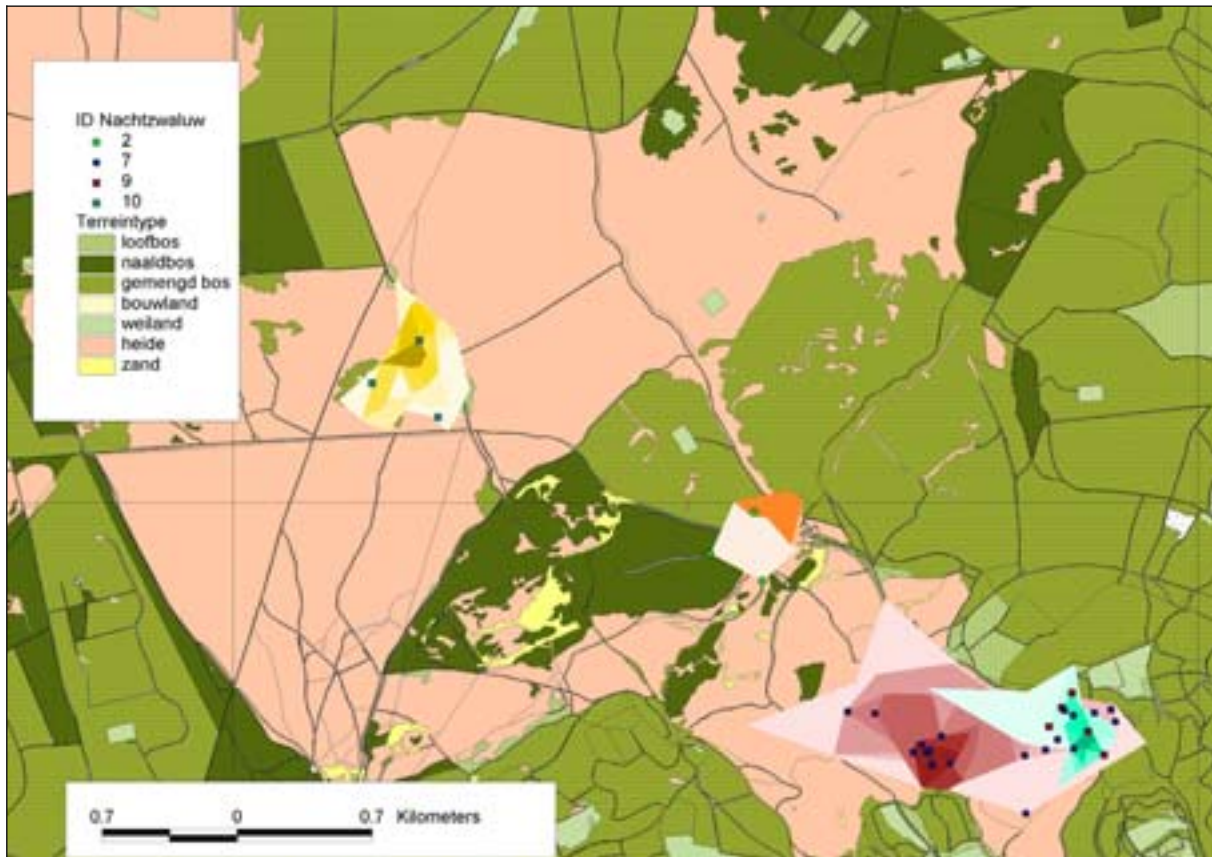 ID Nachtzwaluw
2
7
9
10
Terreintype
loofbos
naaldbos
gemengd bos
bouwland
weiland
heide
zand
0.7 0 0.7 Kilometers